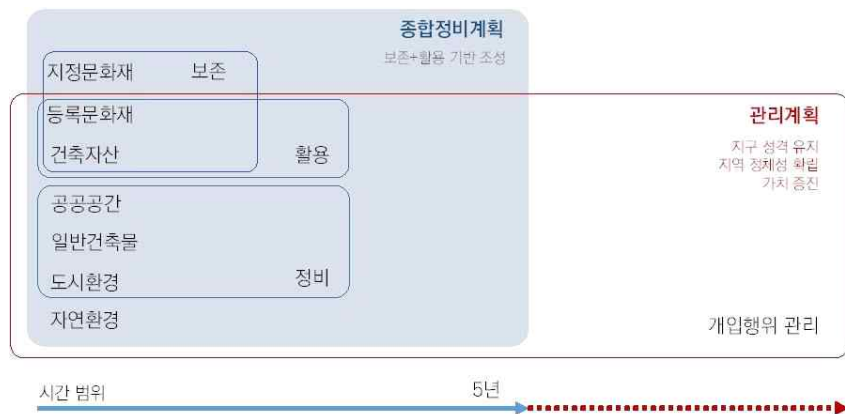 종합정비계획
보존+활용 기반 조성
지정문화재 보존
등록문화재
관리계획
건축자산 활용
지구 성격 유지
지역 정체성 확립
가치 증진
공공공간
일반건축물
도시환경 정비
자연환경
개입행위 관리
시간 범위 5년